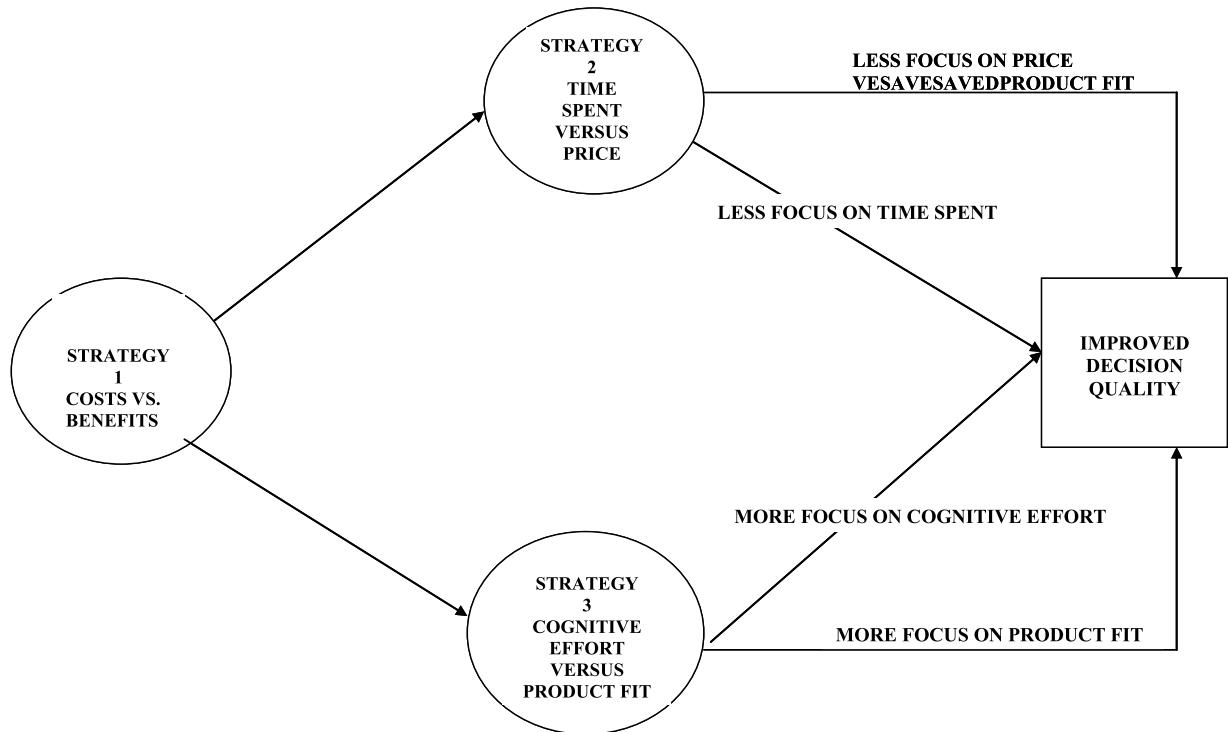 STRATEGY
2
TIME
SPENT
VERSUS
PRICE
LESS FOCUS ON PRICE
VESAVESAVEDPRODUCT FIT
LESS FOCUS ON TIME SPENT
STRATEGY
1
COSTS VS.
BENEFITS
IMPROVED
DECISION
QUALITY
MORE FOCUS ON COGNITIVE EFFORT
STRATEGY
3
COGNITIVE
EFFORT
VERSUS
PRODUCT FIT
MORE FOCUS ON PRODUCT FIT